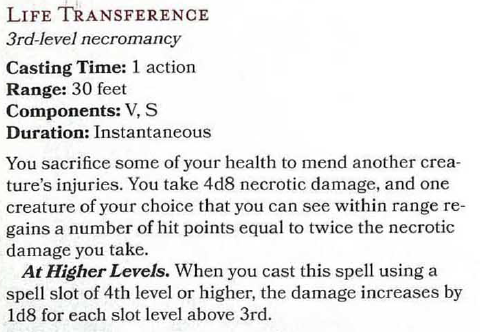 LIFE TRANSFERENCE
3rd-level necromancy
Casting Time: 1 action
Range: 30 feet
Components: V, S
Duration: Instantaneous
You sacrifice some of your health to mend another crea-
ture's injuries. You take 4d8 necrotic damage, and one
creature of your choice that you can see within range re-
gains a number of hit points equal to twice the necrotic
damage you take.
At Higher Levels. When you cast this spell using a
spell slot of 4th level or higher, the damage increases by
1d8 for each slot level above 3rd.